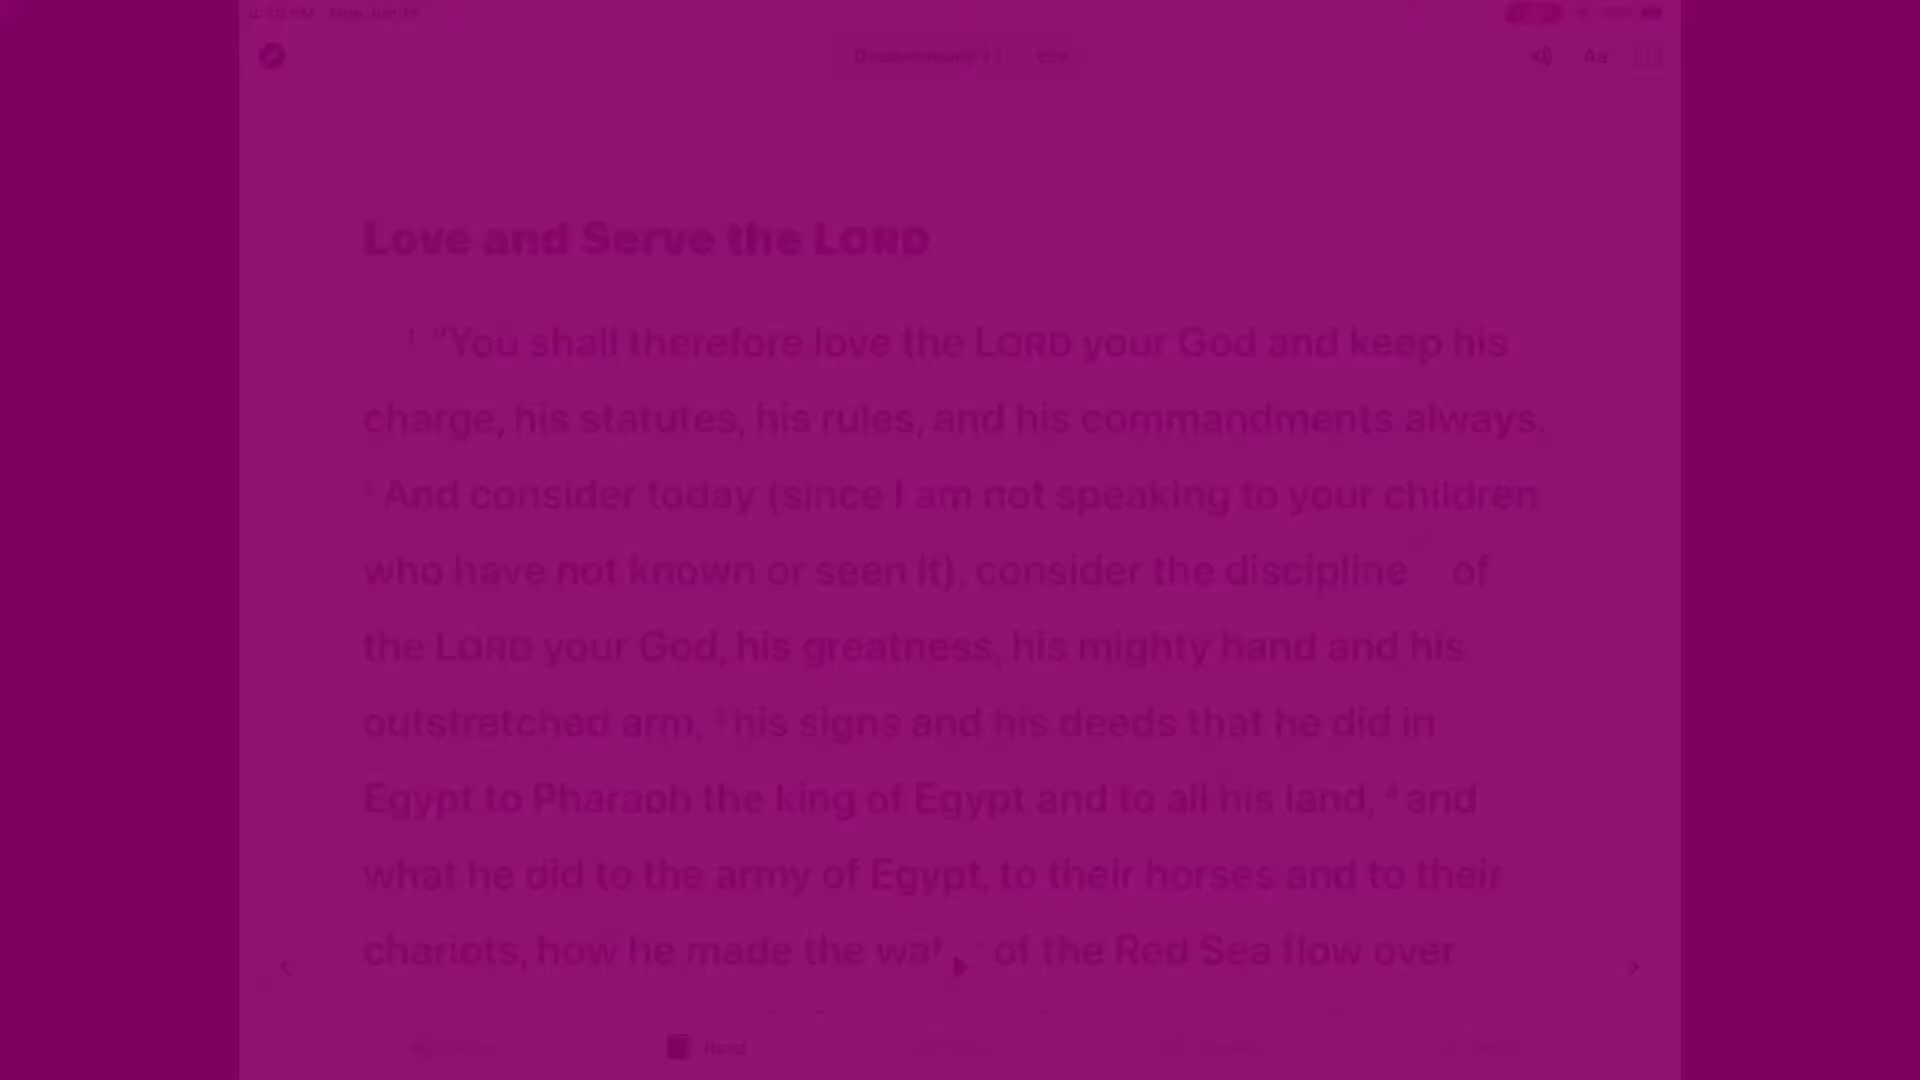 Aa
Love and Serve the LORD
1 “You shall therefore love the LORD your God and keep his
charge, his statutes, his rules, and his commandments always.
2 And consider today (since I am not speaking to your children
who have not known or seen it), consider the discipline of
the LORD your God, his greatness, his mighty hand and his
outstretched arm, 3 his signs and his deeds that he did in
Egypt to Pharaoh the king of Egypt and to all his land, 4 and
what he did to the army of Egypt, to their horses and to their
chariots, how he made the of the Red Sea flow over
Read